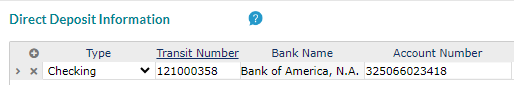 Direct Deposit Information ?
Type Transit Number Bank Name Account Number
Checking 121000358 Bank of America, N.A. 325066023418